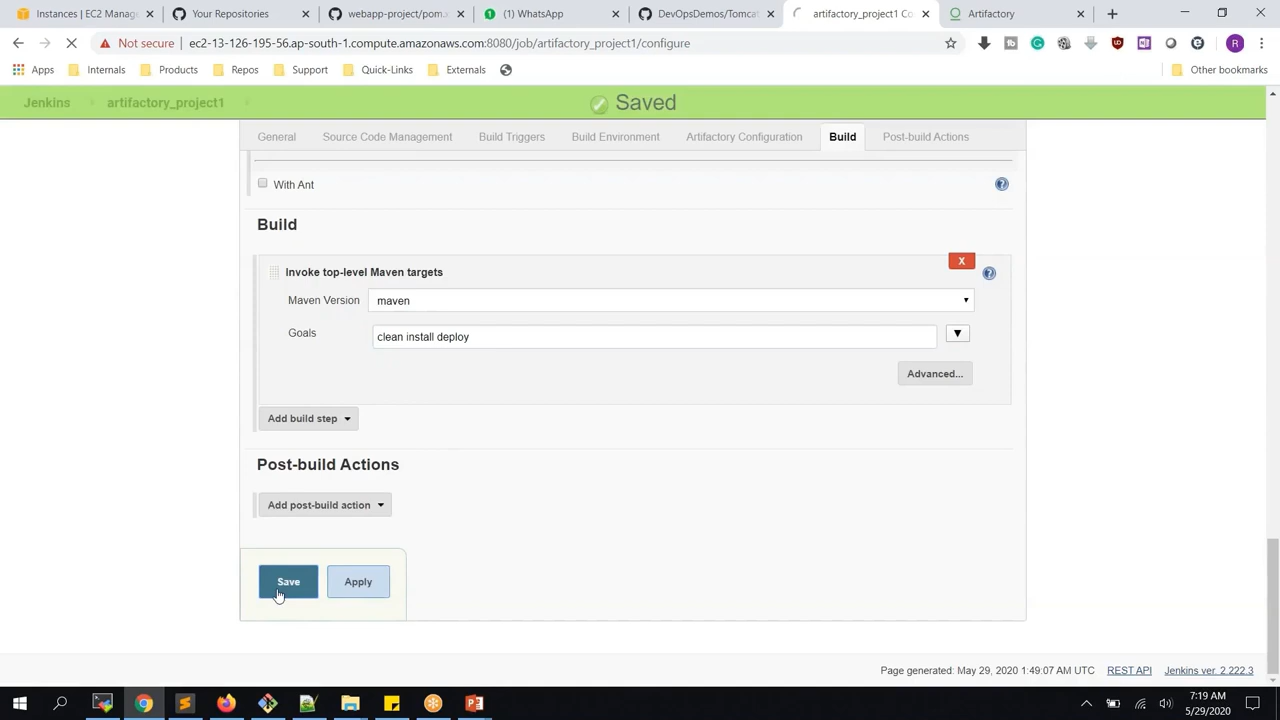 Instances | EC2 Manag
Your Repositories
webapp-project/pom.x
(1) WhatsApp
DevOpsDemos/Tomcat
artifactory_project1 Co
Artifactory
Not secure | ec2-13-126-195-56.ap-south-1.compute.amazonaws.com:8080/job/artifactory_project1/configure
Apps Internals Products Repos Support Quick-Links Externals Other bookmarks
Jenkins artifactory_project1 Saved
General Source Code Management Build Triggers Build Environment Artifactory Configuration Build Post-build Actions
With Ant
Build
Invoke top-level Maven targets
X
Maven Version maven
Goals clean install deploy
Advanced...
Add build step
Post-build Actions
Add post-build action
Save Apply
Page generated: May 29, 2020 1:49:07 AM UTC REST API Jenkins ver. 2.222.3
7:19 AM
5/29/2020